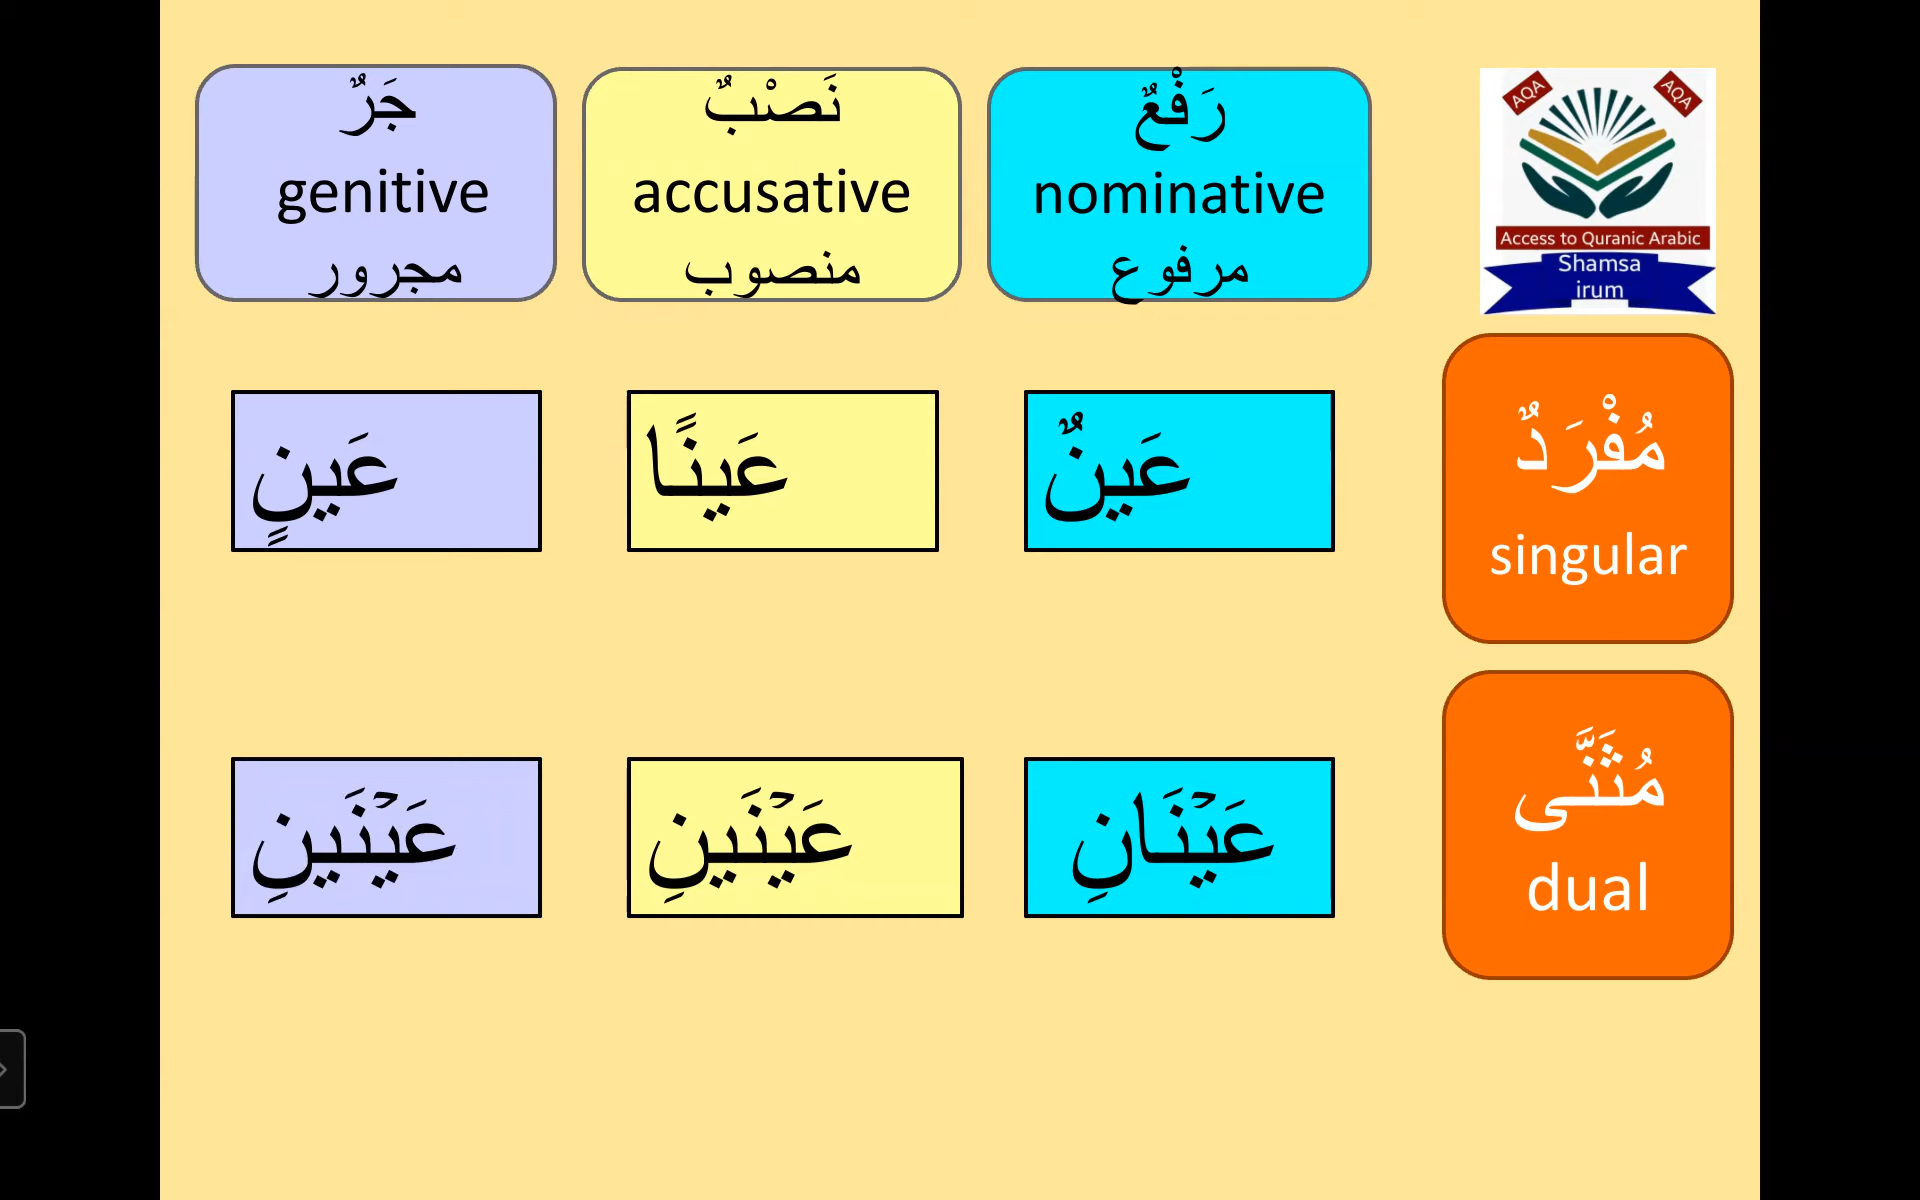 رَفْعٌ
nominative
مرفوع
نَصْبٌ
accusative
منصوب
جَرٌ
genitive
مجرور
AQA
AQA
Access to Quranic Arabic
Shamsa
irum
مُفْرَدٌ
singular
عَينٌ
عَينًا
عَينٍ
مُثَنَّى
dual
عَيۡنَانِ
عَيۡنَينِ
عَيۡنَينِ